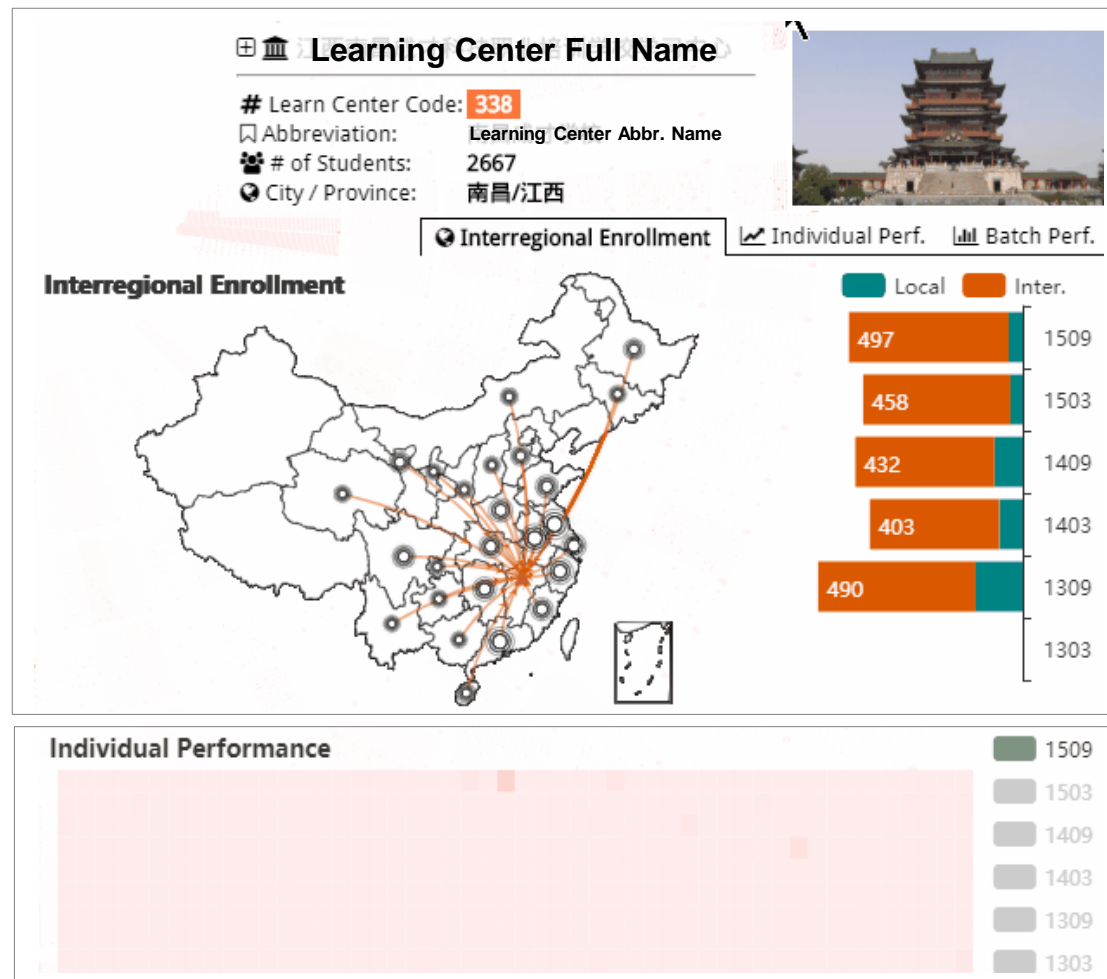 Learning Center Full Name
# Learn Center Code: 338
Abbreviation: Learning Center Abbr. Name
# of Students: 2667
City / Province: 南昌/江西
Interregional Enrollment Individual Perf. Batch Perf.
Interregional Enrollment
Local Inter.
497 1509
458 1503
432 1409
403 1403
490 1309
1303
Individual Performance
1509
1503
1409
1403
1309
1303